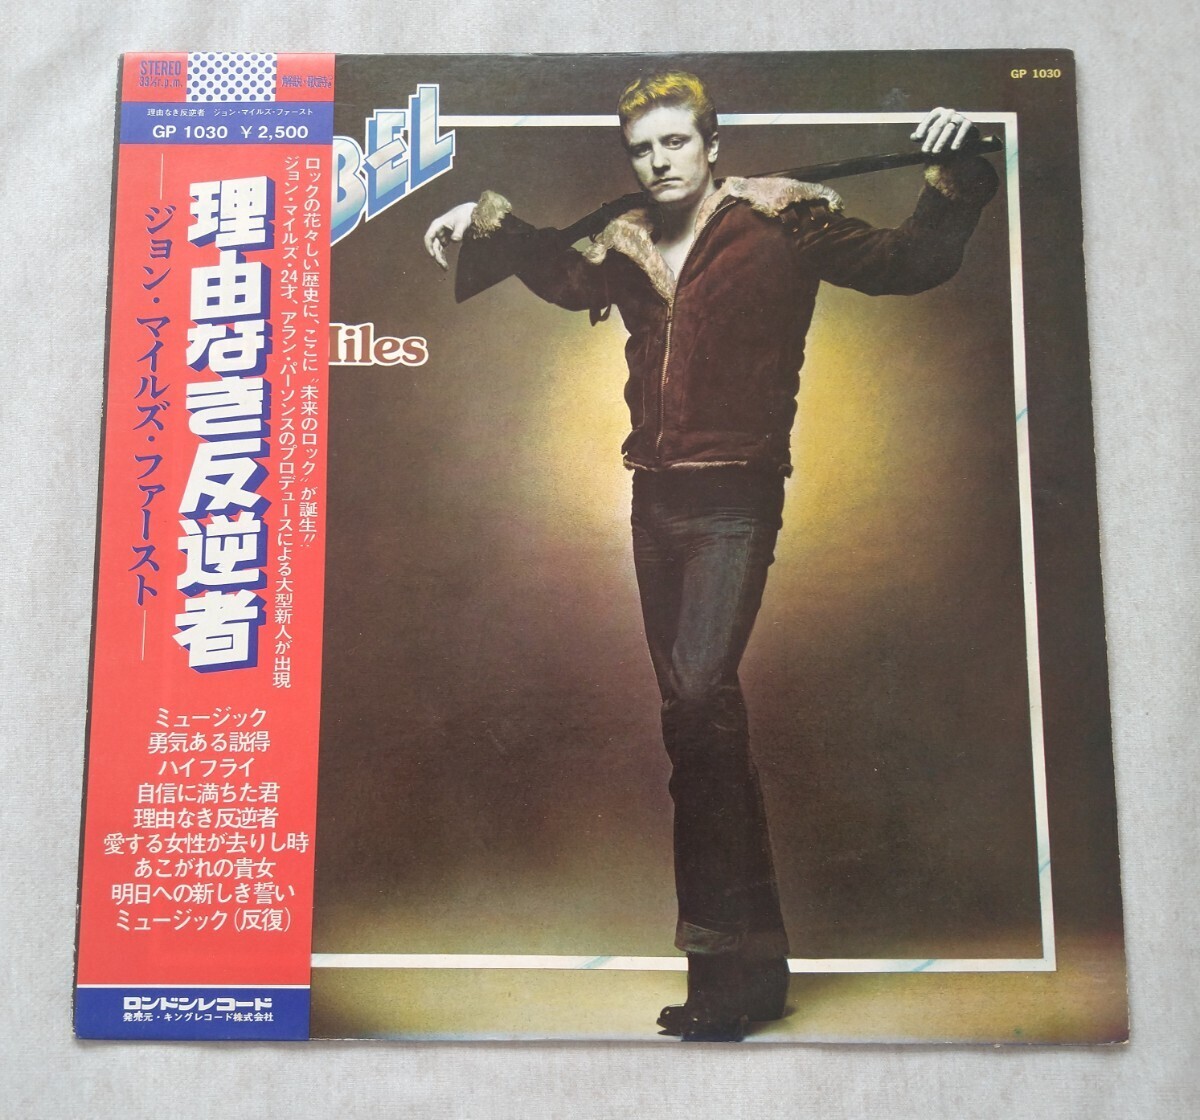 STEREO
33⅓r.p.m.
解説・歌詩付
理由なき反逆者 ジョン・マイルズ・ファースト
GP 1030 ¥2,500
ロックの花々しい歴史に、ここに"未来のロック"が誕生!!
ジョン・マイルズ・24才、アラン・パーソンスのプロデュースによる大型新人が出現
理由なき反逆者
ジョン・マイルズ・ファースト
ミュージック
勇気ある説得
ハイフライ
自信に満ちた君
理由なき反逆者
愛する女性が去りし時
あこがれの貴女
明日への新しき誓い
ミュージック(反復)
ロンドンレコード
発売元・キングレコード株式会社
BEL
Miles
GP 1030